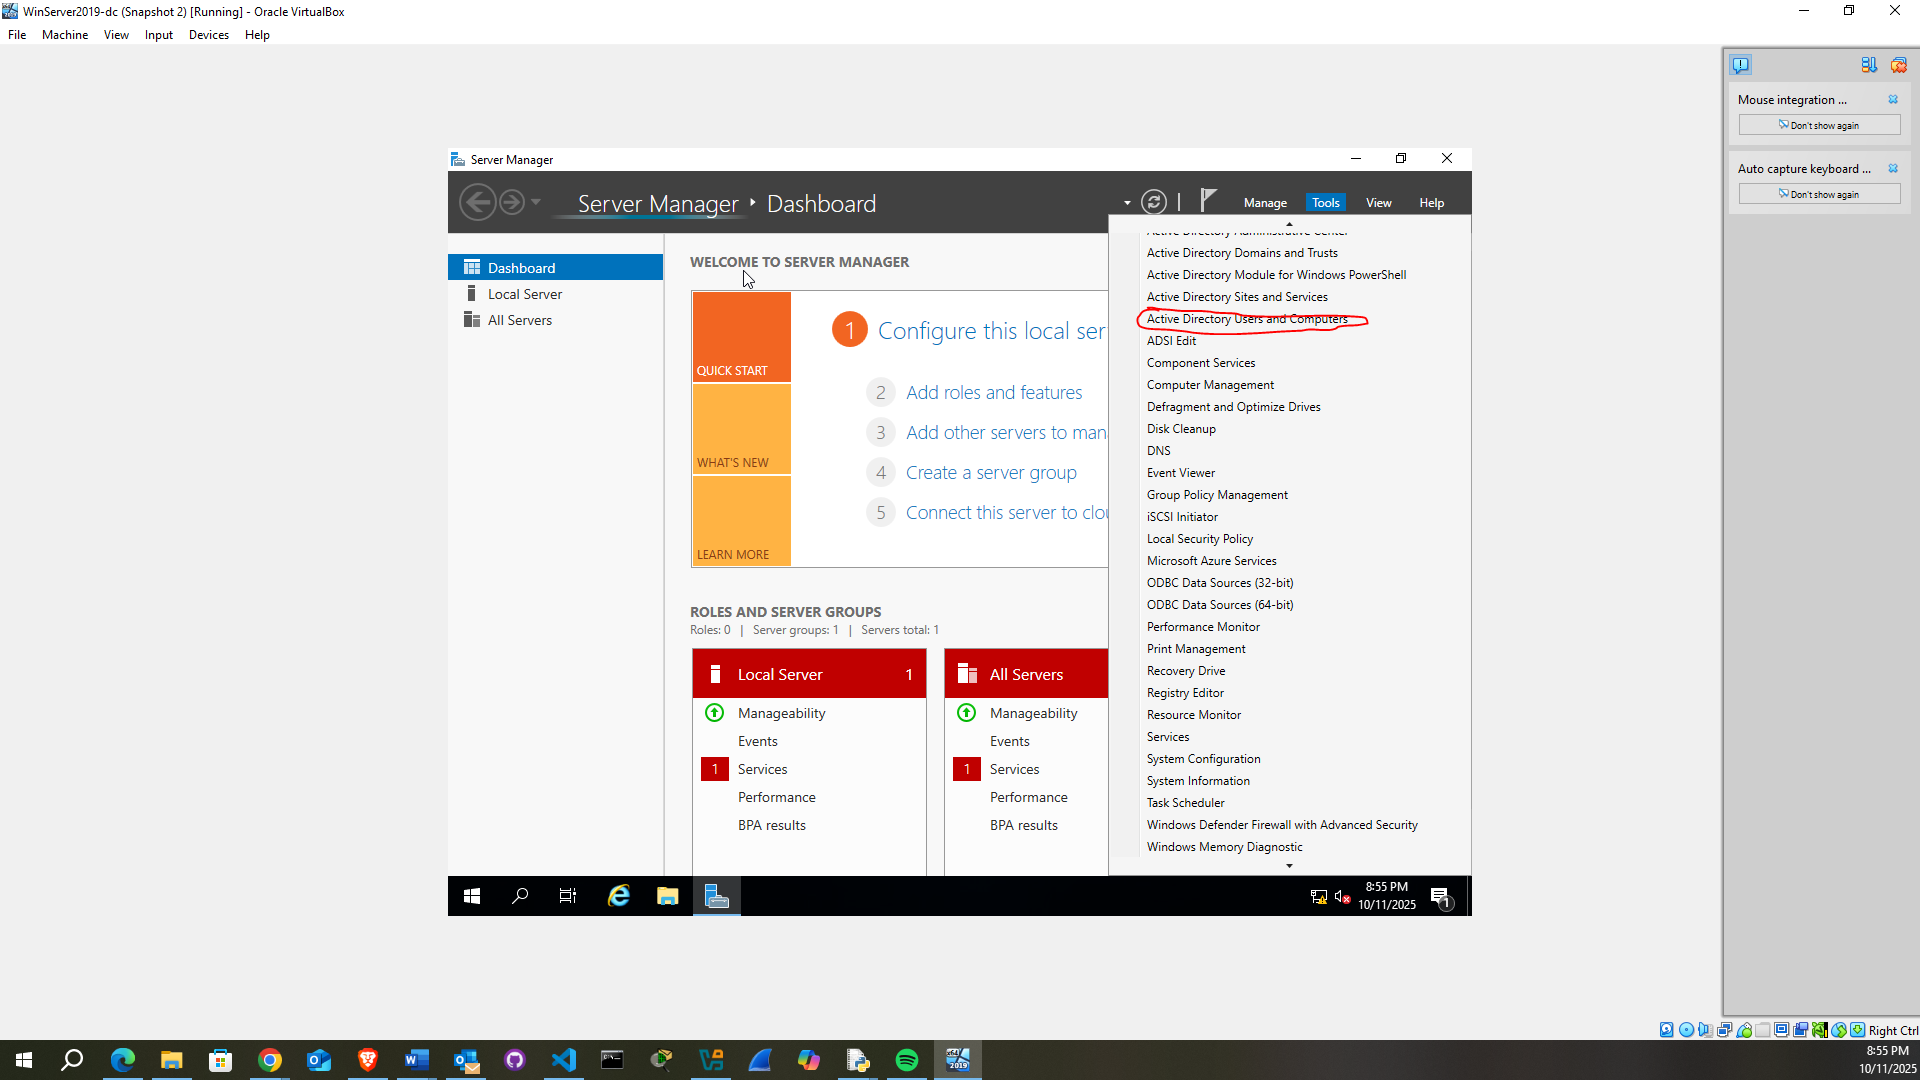 WinServer2019-dc (Snapshot 2) [Running] - Oracle VirtualBox
File Machine View Input Devices Help
Mouse integration ...
Don't show again
Auto capture keyboard ...
Don't show again
Server Manager
Server Manager Dashboard
Manage Tools View Help
Dashboard
Local Server
All Servers
WELCOME TO SERVER MANAGER
QUICK START
WHAT'S NEW
LEARN MORE
1 Configure this local ser
2 Add roles and features
3 Add other servers to man
4 Create a server group
5 Connect this server to clou
ROLES AND SERVER GROUPS
Roles: 0 | Server groups: 1 | Servers total: 1
Local Server 1
Manageability
Events
1 Services
Performance
BPA results
All Servers
Manageability
Events
1 Services
Performance
BPA results
Active Directory Administrative Center
Active Directory Domains and Trusts
Active Directory Module for Windows PowerShell
Active Directory Sites and Services
Active Directory Users and Computers
ADSI Edit
Component Services
Computer Management
Defragment and Optimize Drives
Disk Cleanup
DNS
Event Viewer
Group Policy Management
iSCSI Initiator
Local Security Policy
Microsoft Azure Services
ODBC Data Sources (32-bit)
ODBC Data Sources (64-bit)
Performance Monitor
Print Management
Recovery Drive
Registry Editor
Resource Monitor
Services
System Configuration
System Information
Task Scheduler
Windows Defender Firewall with Advanced Security
Windows Memory Diagnostic
8:55 PM
10/11/2025
1
Right Ctrl
8:55 PM
10/11/2025